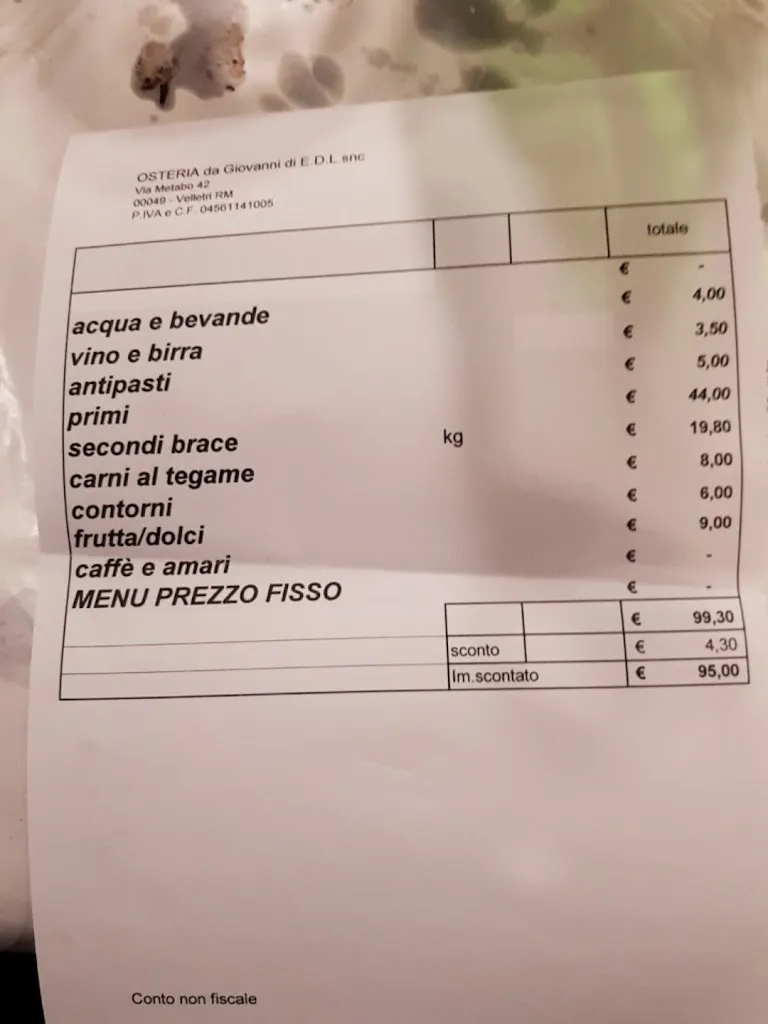 OSTERIA da Giovanni di E.D.L.snc
Via Metabo 42
00049 - Velletri RM
P.IVA e C.F. 04561141005
totale
€ -
acqua e bevande € 4,00
vino e birra € 3,50
antipasti € 5,00
primi € 44,00
secondi brace kg € 19,80
carni al tegame € 8,00
contorni € 6,00
frutta/dolci € 9,00
caffè e amari € -
MENU PREZZO FISSO € -
€ 99,30
sconto € 4,30
Im.scontato € 95,00
Conto non fiscale